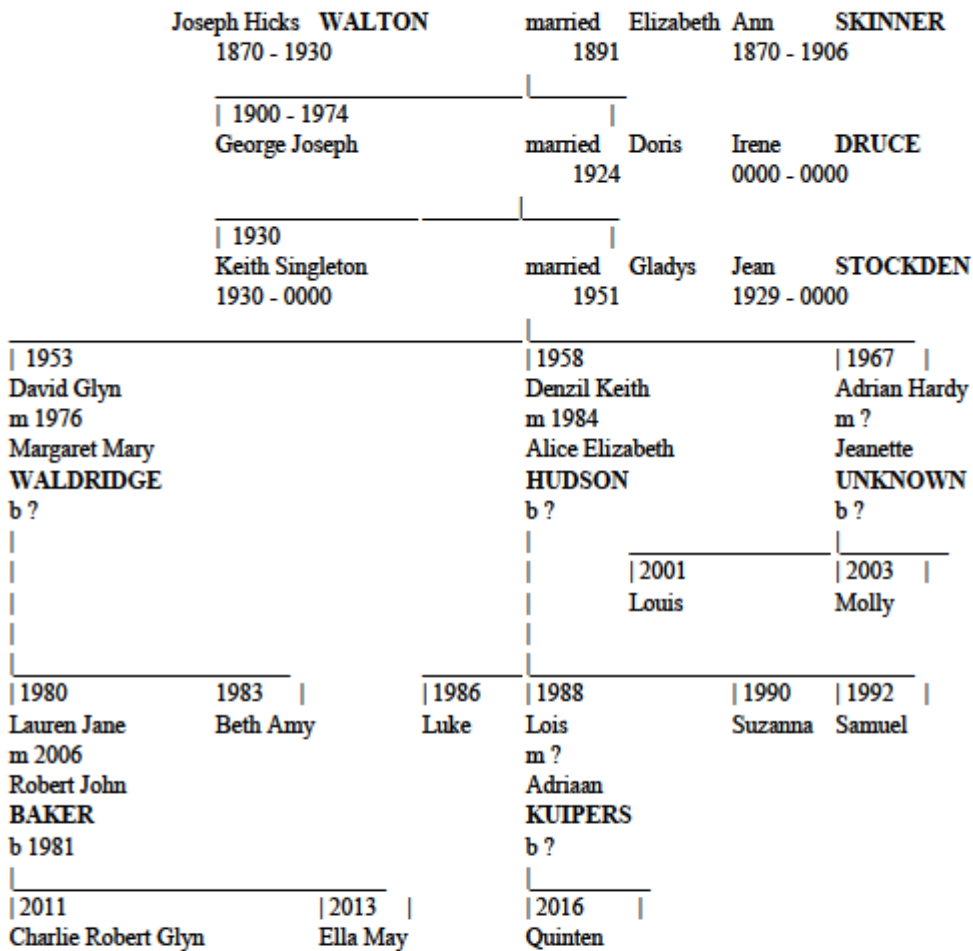 Joseph Hicks WALTON married Elizabeth Ann SKINNER
1870 - 1930 1891 1870 - 1906
| 1900 - 1974 |
George Joseph married Doris Irene DRUCE
1924 0000 - 0000
| 1930 |
Keith Singleton married Gladys Jean STOCKDEN
1930 - 0000 1951 1929 - 0000
| 1953 | 1958 | 1967 |
David Glyn Denzil Keith Adrian Hardy
m 1976 m 1984 m ?
Margaret Mary Alice Elizabeth Jeanette
WALDRIDGE HUDSON UNKNOWN
b ? b ? b ?
| 2001 | 2003 |
Louis Molly
| 1980 1983 | | 1986 | 1988 | 1990 | 1992 |
Lauren Jane Beth Amy Luke Lois Suzanna Samuel
m 2006 m ?
Robert John Adriaan
BAKER KUIPERS
b 1981 b ?
| 2011 | 2013 | | 2016 |
Charlie Robert Glyn Ella May Quinten